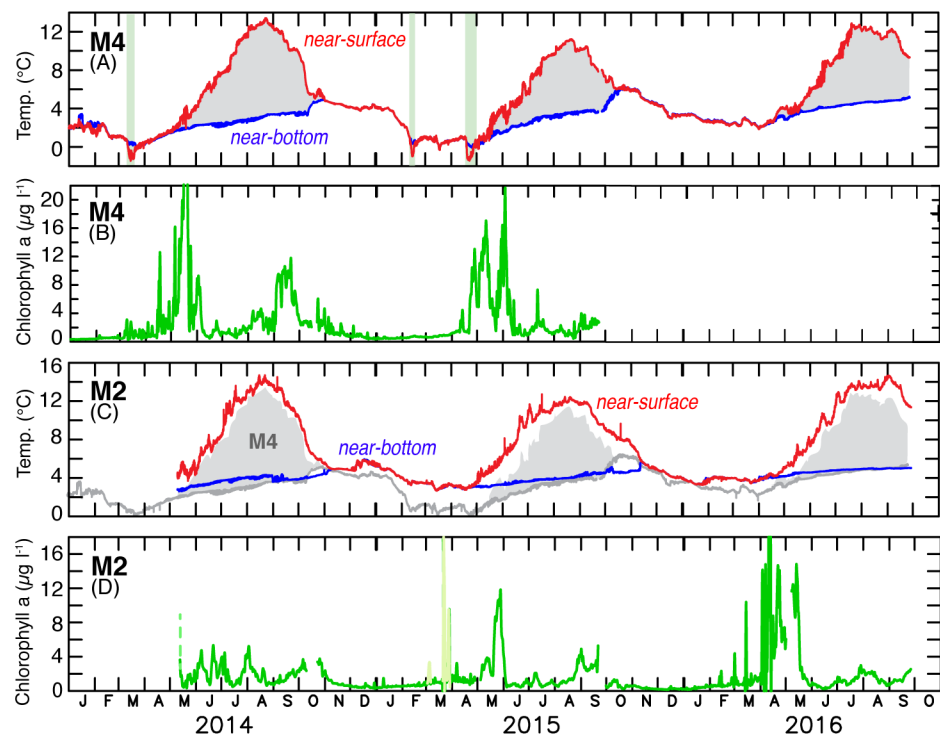 M4
(A)
near-surface
near-bottom
Temp. (°C)
12
8
4
0
M4
(B)
Chlorophyll a (µg l-1)
20
16
12
8
4
0
M2
(C)
near-surface
near-bottom
M4
Temp. (°C)
16
12
8
4
0
M2
(D)
Chlorophyll a (µg l-1)
16
12
8
4
0
J F M A M J J A S O N D J F M A M J J A S O N D J F M A M J J A S O
2014 2015 2016